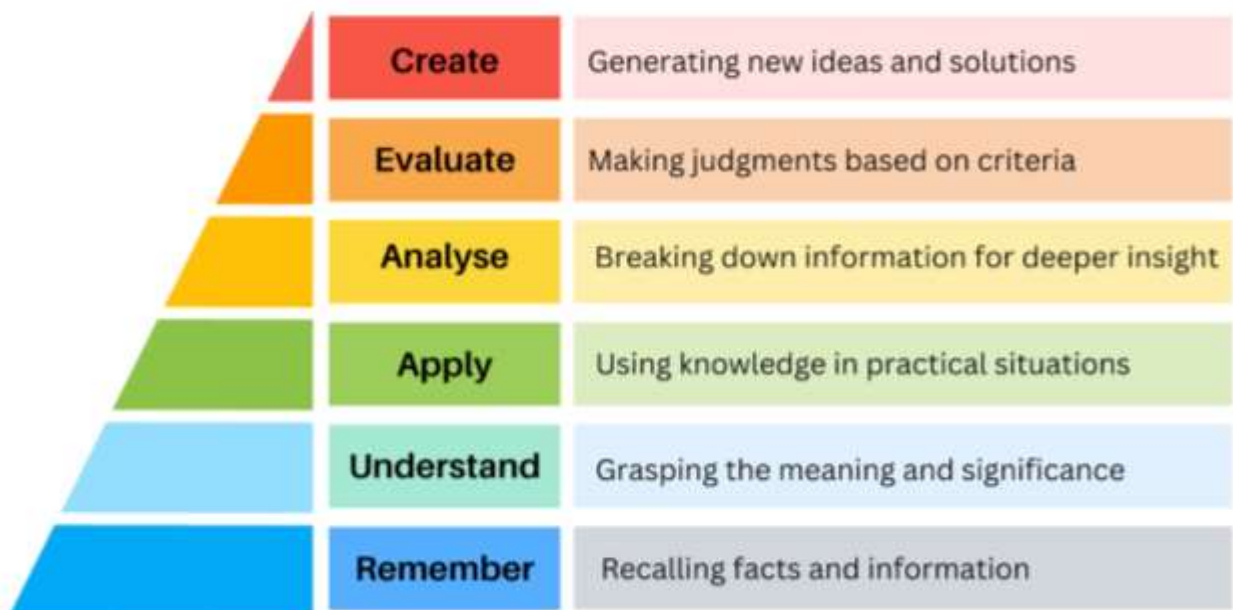 Create
Generating new ideas and solutions
Evaluate
Making judgments based on criteria
Analyse
Breaking down information for deeper insight
Apply
Using knowledge in practical situations
Understand
Grasping the meaning and significance
Remember
Recalling facts and information